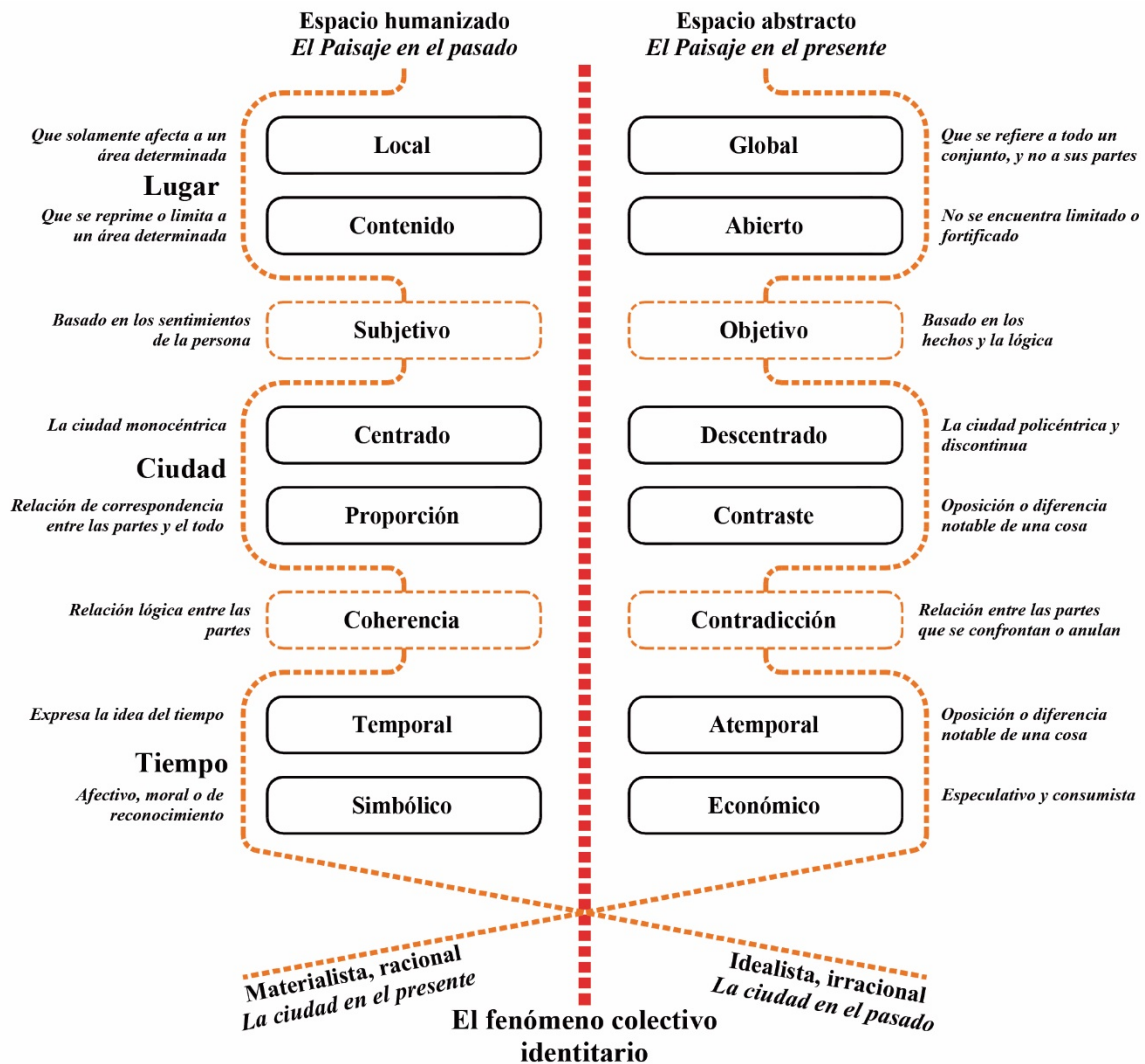 Espacio humanizado
El Paisaje en el pasado
Espacio abstracto
El Paisaje en el presente
Que solamente afecta a un
área determinada
Local
Global
Que se refiere a todo un
conjunto, y no a sus partes
Lugar
Que se reprime o limita a
un área determinada
Contenido
Abierto
No se encuentra limitado o
fortificado
Basado en los sentimientos
de la persona
Subjetivo
Objetivo
Basado en los
hechos y la lógica
La ciudad monocéntrica
Centrado
Descentrado
La ciudad policéntrica y
discontinua
Ciudad
Relación de correspondencia
entre las partes y el todo
Proporción
Contraste
Oposición o diferencia
notable de una cosa
Relación lógica entre las
partes
Coherencia
Contradicción
Relación entre las partes
que se confrontan o anulan
Expresa la idea del tiempo
Temporal
Atemporal
Oposición o diferencia
notable de una cosa
Tiempo
Afectivo, moral o de
reconocimiento
Simbólico
Económico
Especulativo y consumista
Materialista, racional
La ciudad en el presente
Idealista, irracional
La ciudad en el pasado
El fenómeno colectivo
identitario